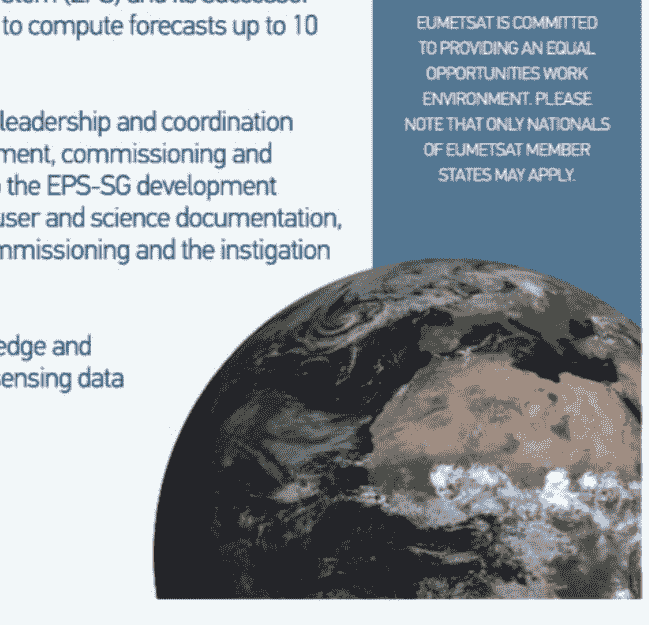 to compute forecasts up to 10
leadership and coordination
ment, commissioning and
the EPS-SG development
user and science documentation,
mmissioning and the instigation
edge and
sensing data
EUMETSAT IS COMMITTED
TO PROVIDING AN EQUAL
OPPORTUNITIES WORK
ENVIRONMENT. PLEASE
NOTE THAT ONLY NATIONALS
OF EUMETSAT MEMBER
STATES MAY APPLY.